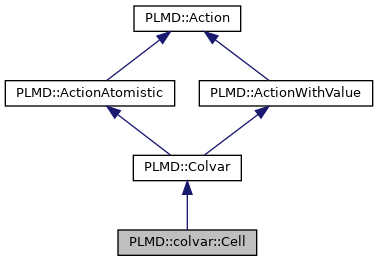 PLMD::Action
PLMD::ActionAtomistic
PLMD::ActionWithValue
PLMD::Colvar
PLMD::colvar::Cell